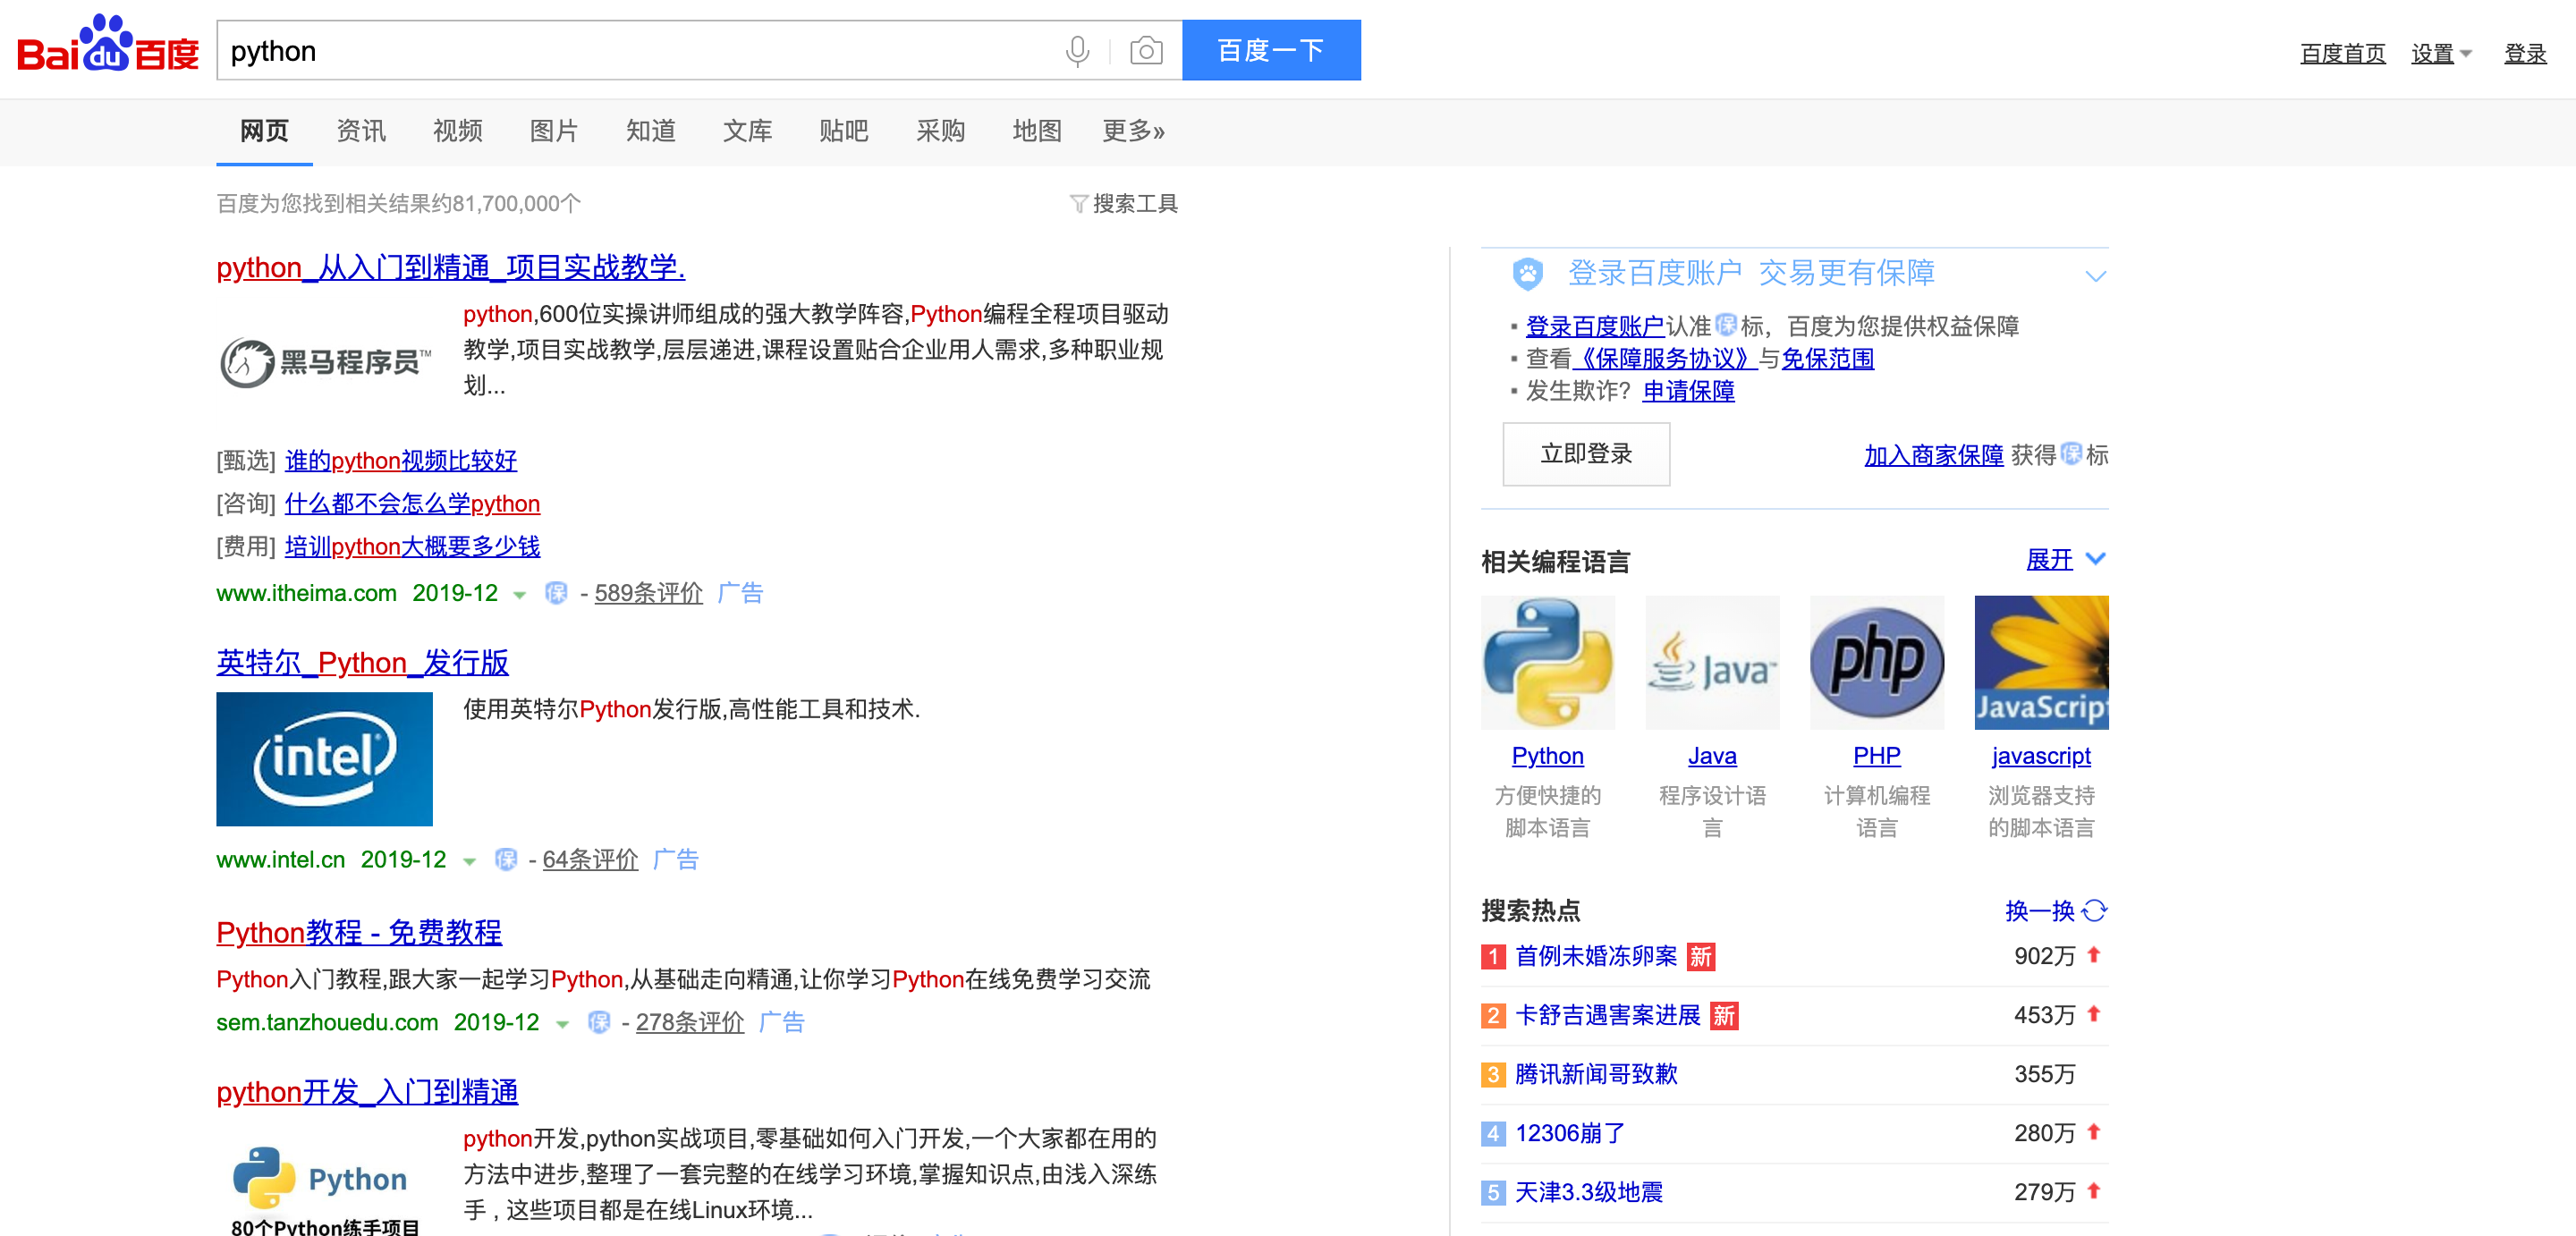 Bai du 百度
python
百度一下
百度首页 设置 登录
网页 资讯 视频 图片 知道 文库 贴吧 采购 地图 更多»
百度为您找到相关结果约81,700,000个
搜索工具
python_从入门到精通_项目实战教学.
黑马程序员™
python,600位实操讲师组成的强大教学阵容,Python编程全程项目驱动
教学,项目实战教学,层层递进,课程设置贴合企业用人需求,多种职业规
划...
[甄选] 谁的python视频比较好
[咨询] 什么都不会怎么学python
[费用] 培训python大概要多少钱
www.itheima.com 2019-12 保 - 589条评价 广告
英特尔_Python_发行版
intel
使用英特尔Python发行版,高性能工具和技术.
www.intel.cn 2019-12 保 - 64条评价 广告
Python教程 - 免费教程
Python入门教程,跟大家一起学习Python,从基础走向精通,让你学习Python在线免费学习交流
sem.tanzhouedu.com 2019-12 保 - 278条评价 广告
python开发_入门到精通
Python
80个Python练手项目
python开发,python实战项目,零基础如何入门开发,一个大家都在用的
方法中进步,整理了一套完整的在线学习环境,掌握知识点,由浅入深练
手 , 这些项目都是在线Linux环境...
登录百度账户 交易更有保障
▪ 登录百度账户认准保标，百度为您提供权益保障
▪ 查看《保障服务协议》与免保范围
▪ 发生欺诈？申请保障
立即登录
加入商家保障 获得保标
相关编程语言 展开
Java™
php
JavaScrip
Python Java PHP javascript
方便快捷的 程序设计语 计算机编程 浏览器支持
脚本语言 言 语言 的脚本语言
搜索热点 换一换
1 首例未婚冻卵案 新 902万
2 卡舒吉遇害案进展 新 453万
3 腾讯新闻哥致歉 355万
4 12306崩了 280万
5 天津3.3级地震 279万